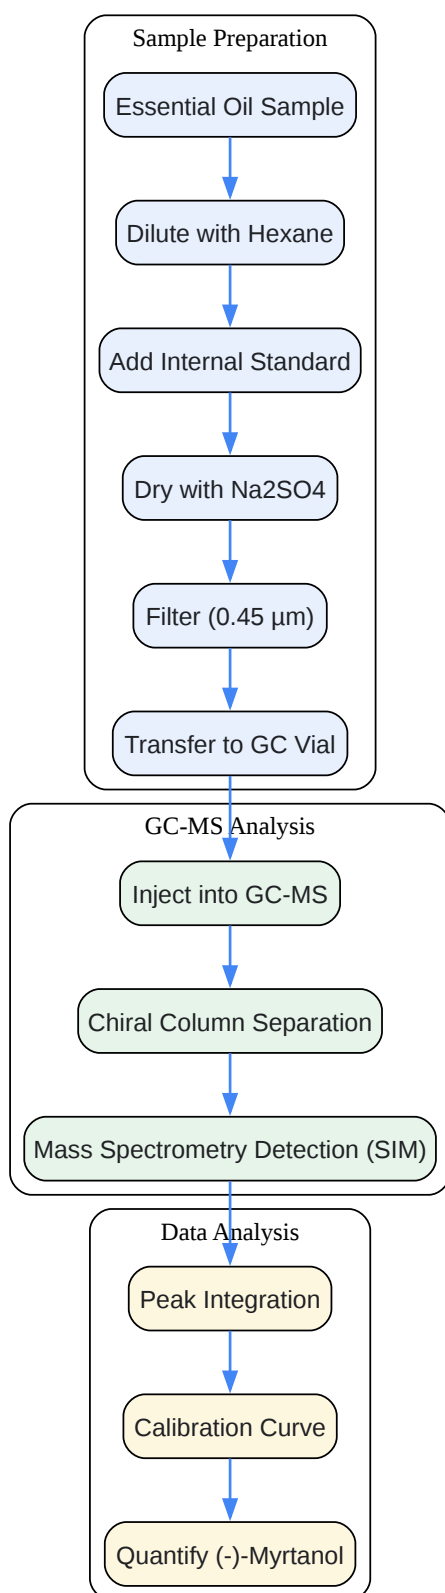 Sample Preparation
Essential Oil Sample
Dilute with Hexane
Add Internal Standard
Dry with Na2SO4
Filter (0.45 µm)
Transfer to GC Vial
GC-MS Analysis
Inject into GC-MS
Chiral Column Separation
Mass Spectrometry Detection (SIM)
Data Analysis
Peak Integration
Calibration Curve
Quantify (-)-Myrtanol